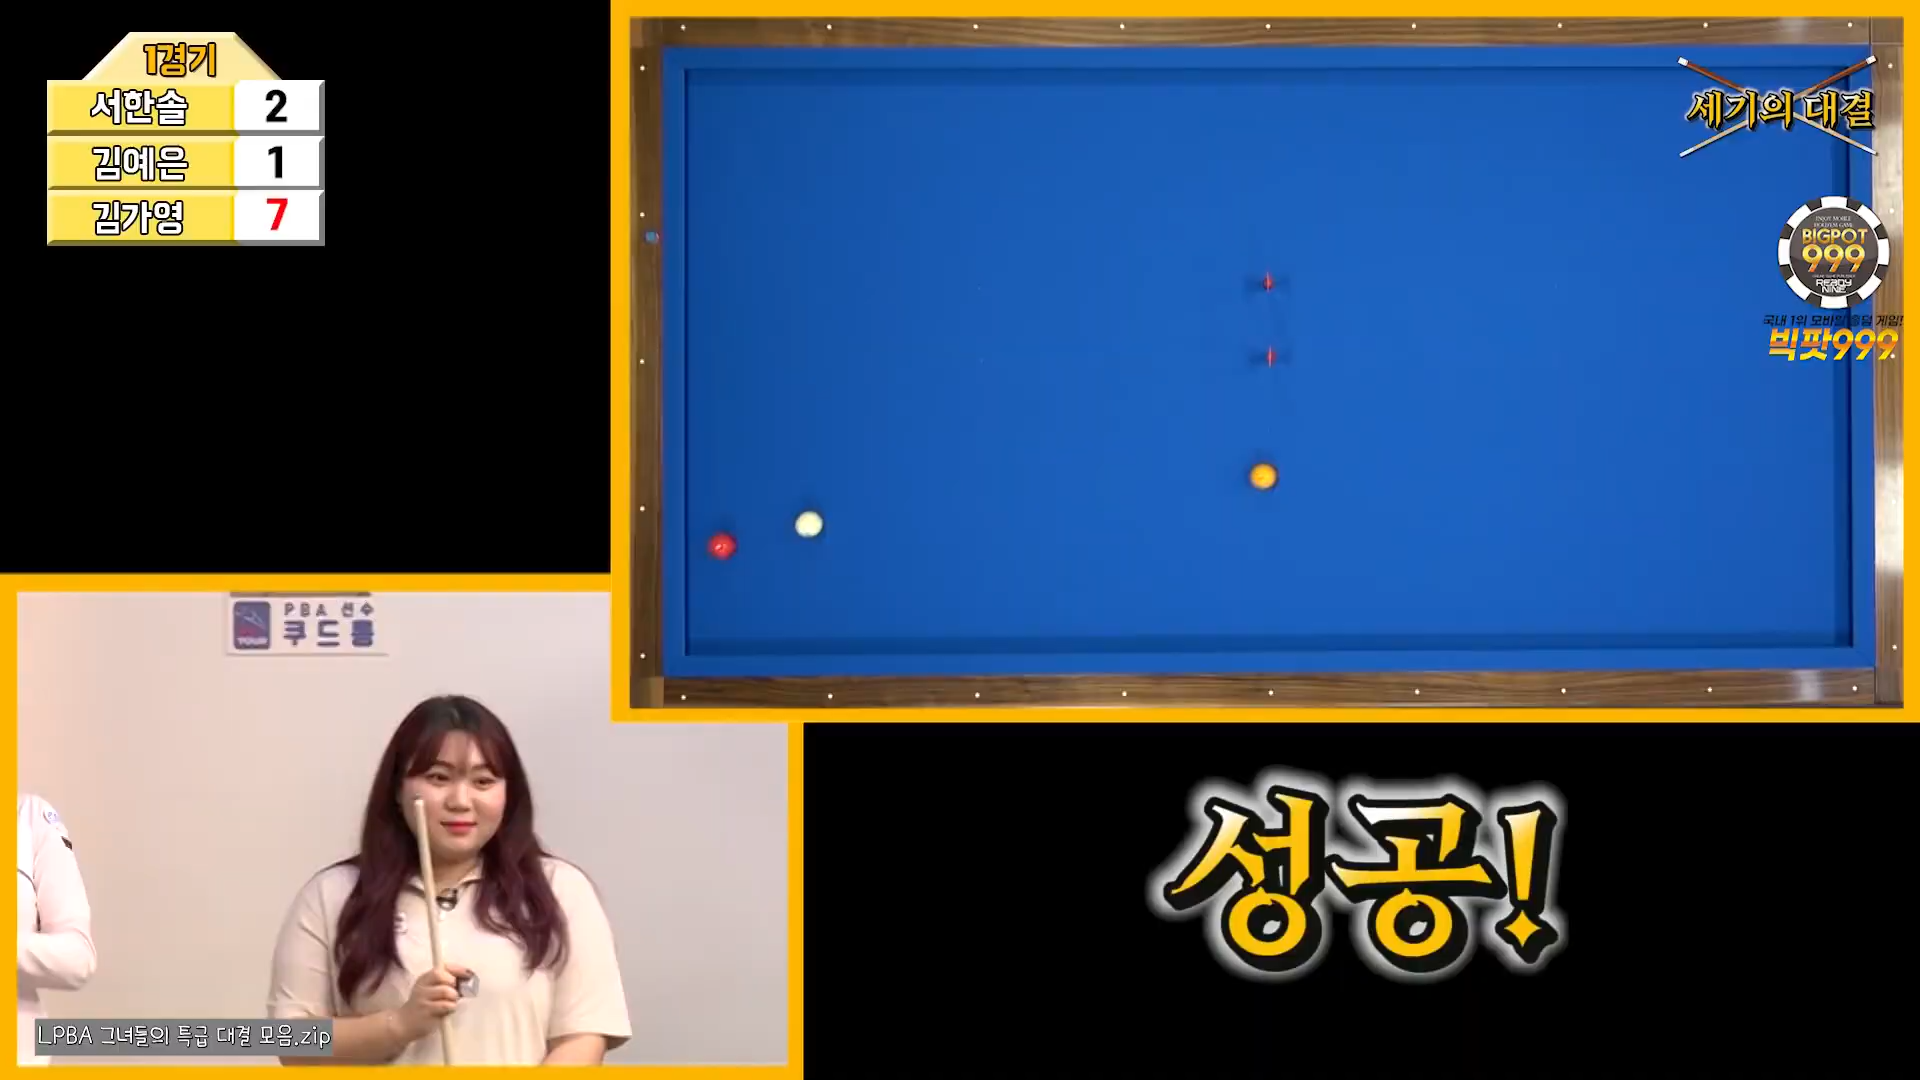 1경기
서한솔 2
김예은 1
김가영 7
세기의 대결
BIGPOT
999
READY
NINE
국내 1위 모바일 홀덤 게임!
빅팟999
PBA 선수
쿠드롱
TOUR
성공!
LPBA 그녀들의 특급 대결 모음.zip